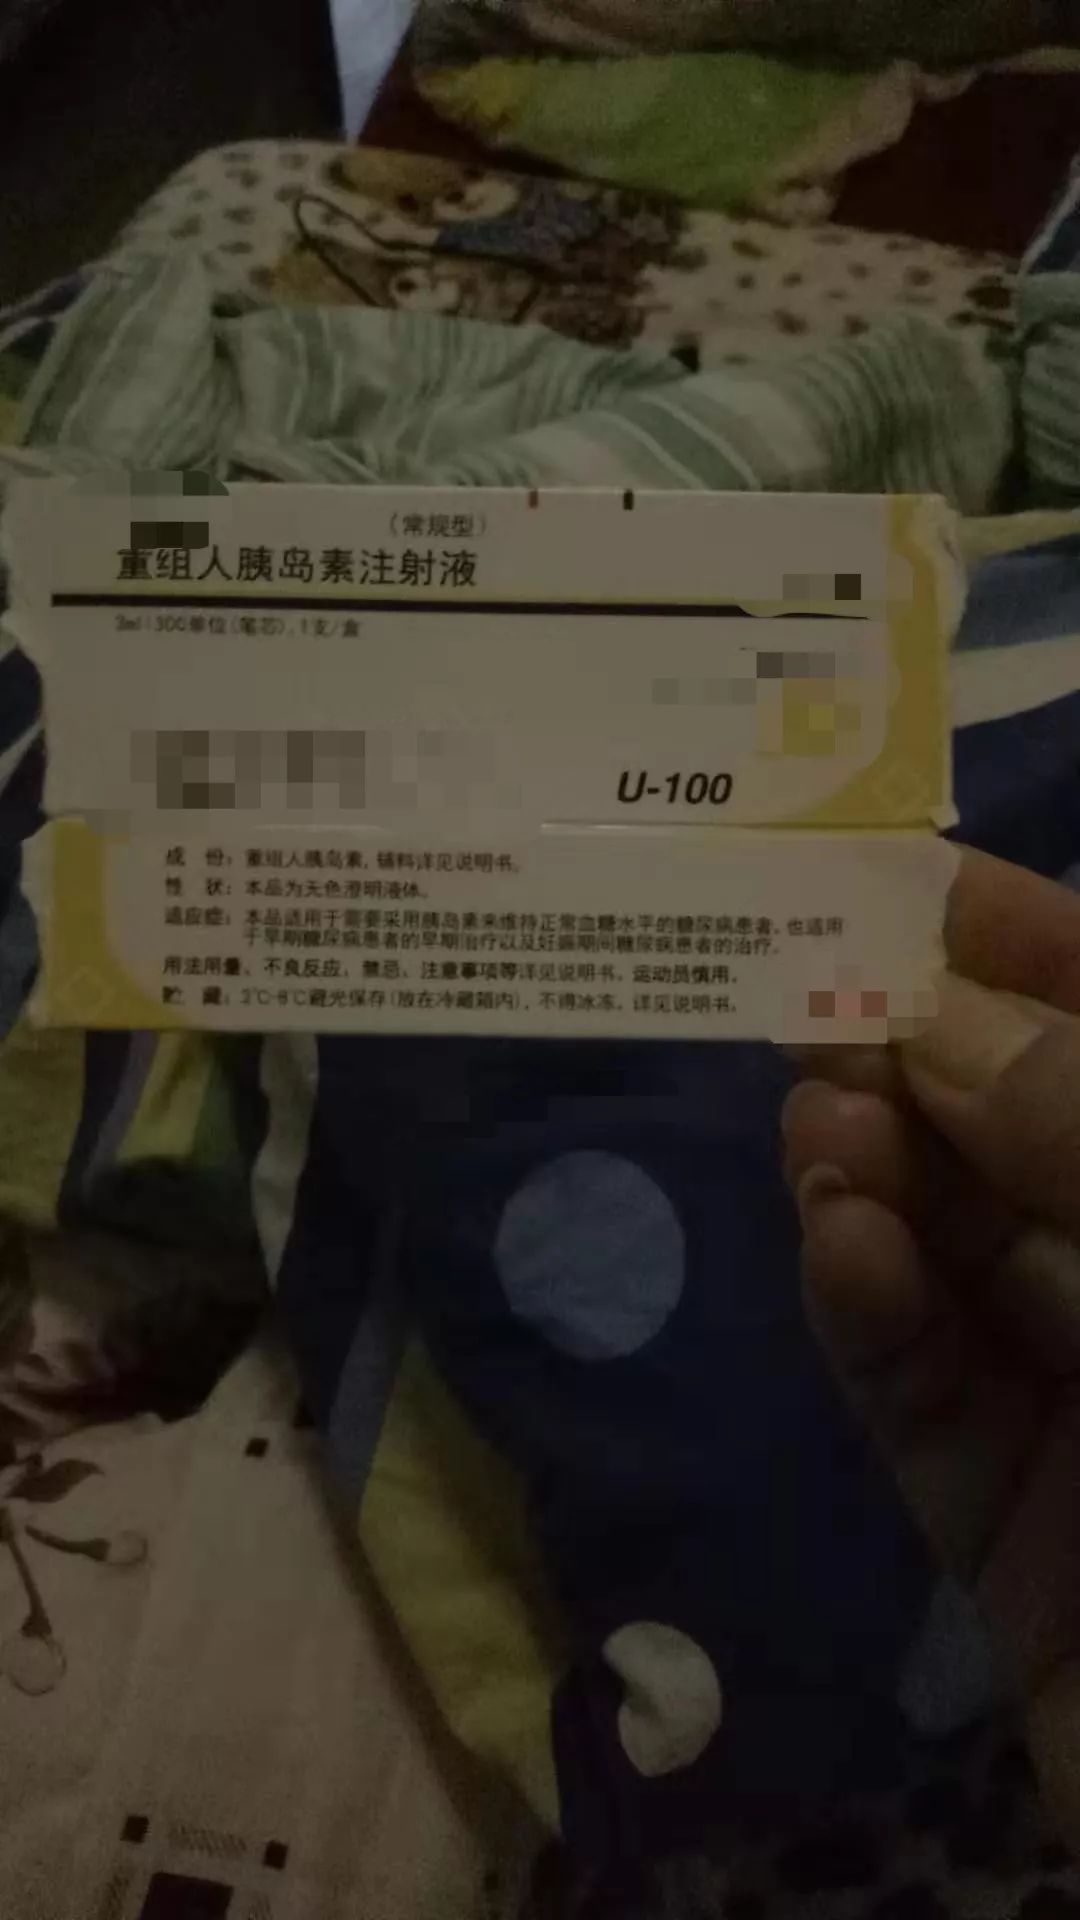 （常规型）
重组人胰岛素注射液
3ml:300单位(笔芯),1支/盒
U-100
成 份：重组人胰岛素，辅料详见说明书。
性 状：本品为无色澄明液体。
适应症：本品适用于需要采用胰岛素来维持正常血糖水平的糖尿病患者，也适用
于早期糖尿病患者的早期治疗以及妊娠期间糖尿病患者的治疗。
用法用量、不良反应、禁忌、注意事项等详见说明书。运动员慎用。
贮 藏：2℃-8℃避光保存(放在冷藏箱内)，不得冰冻。详见说明书。